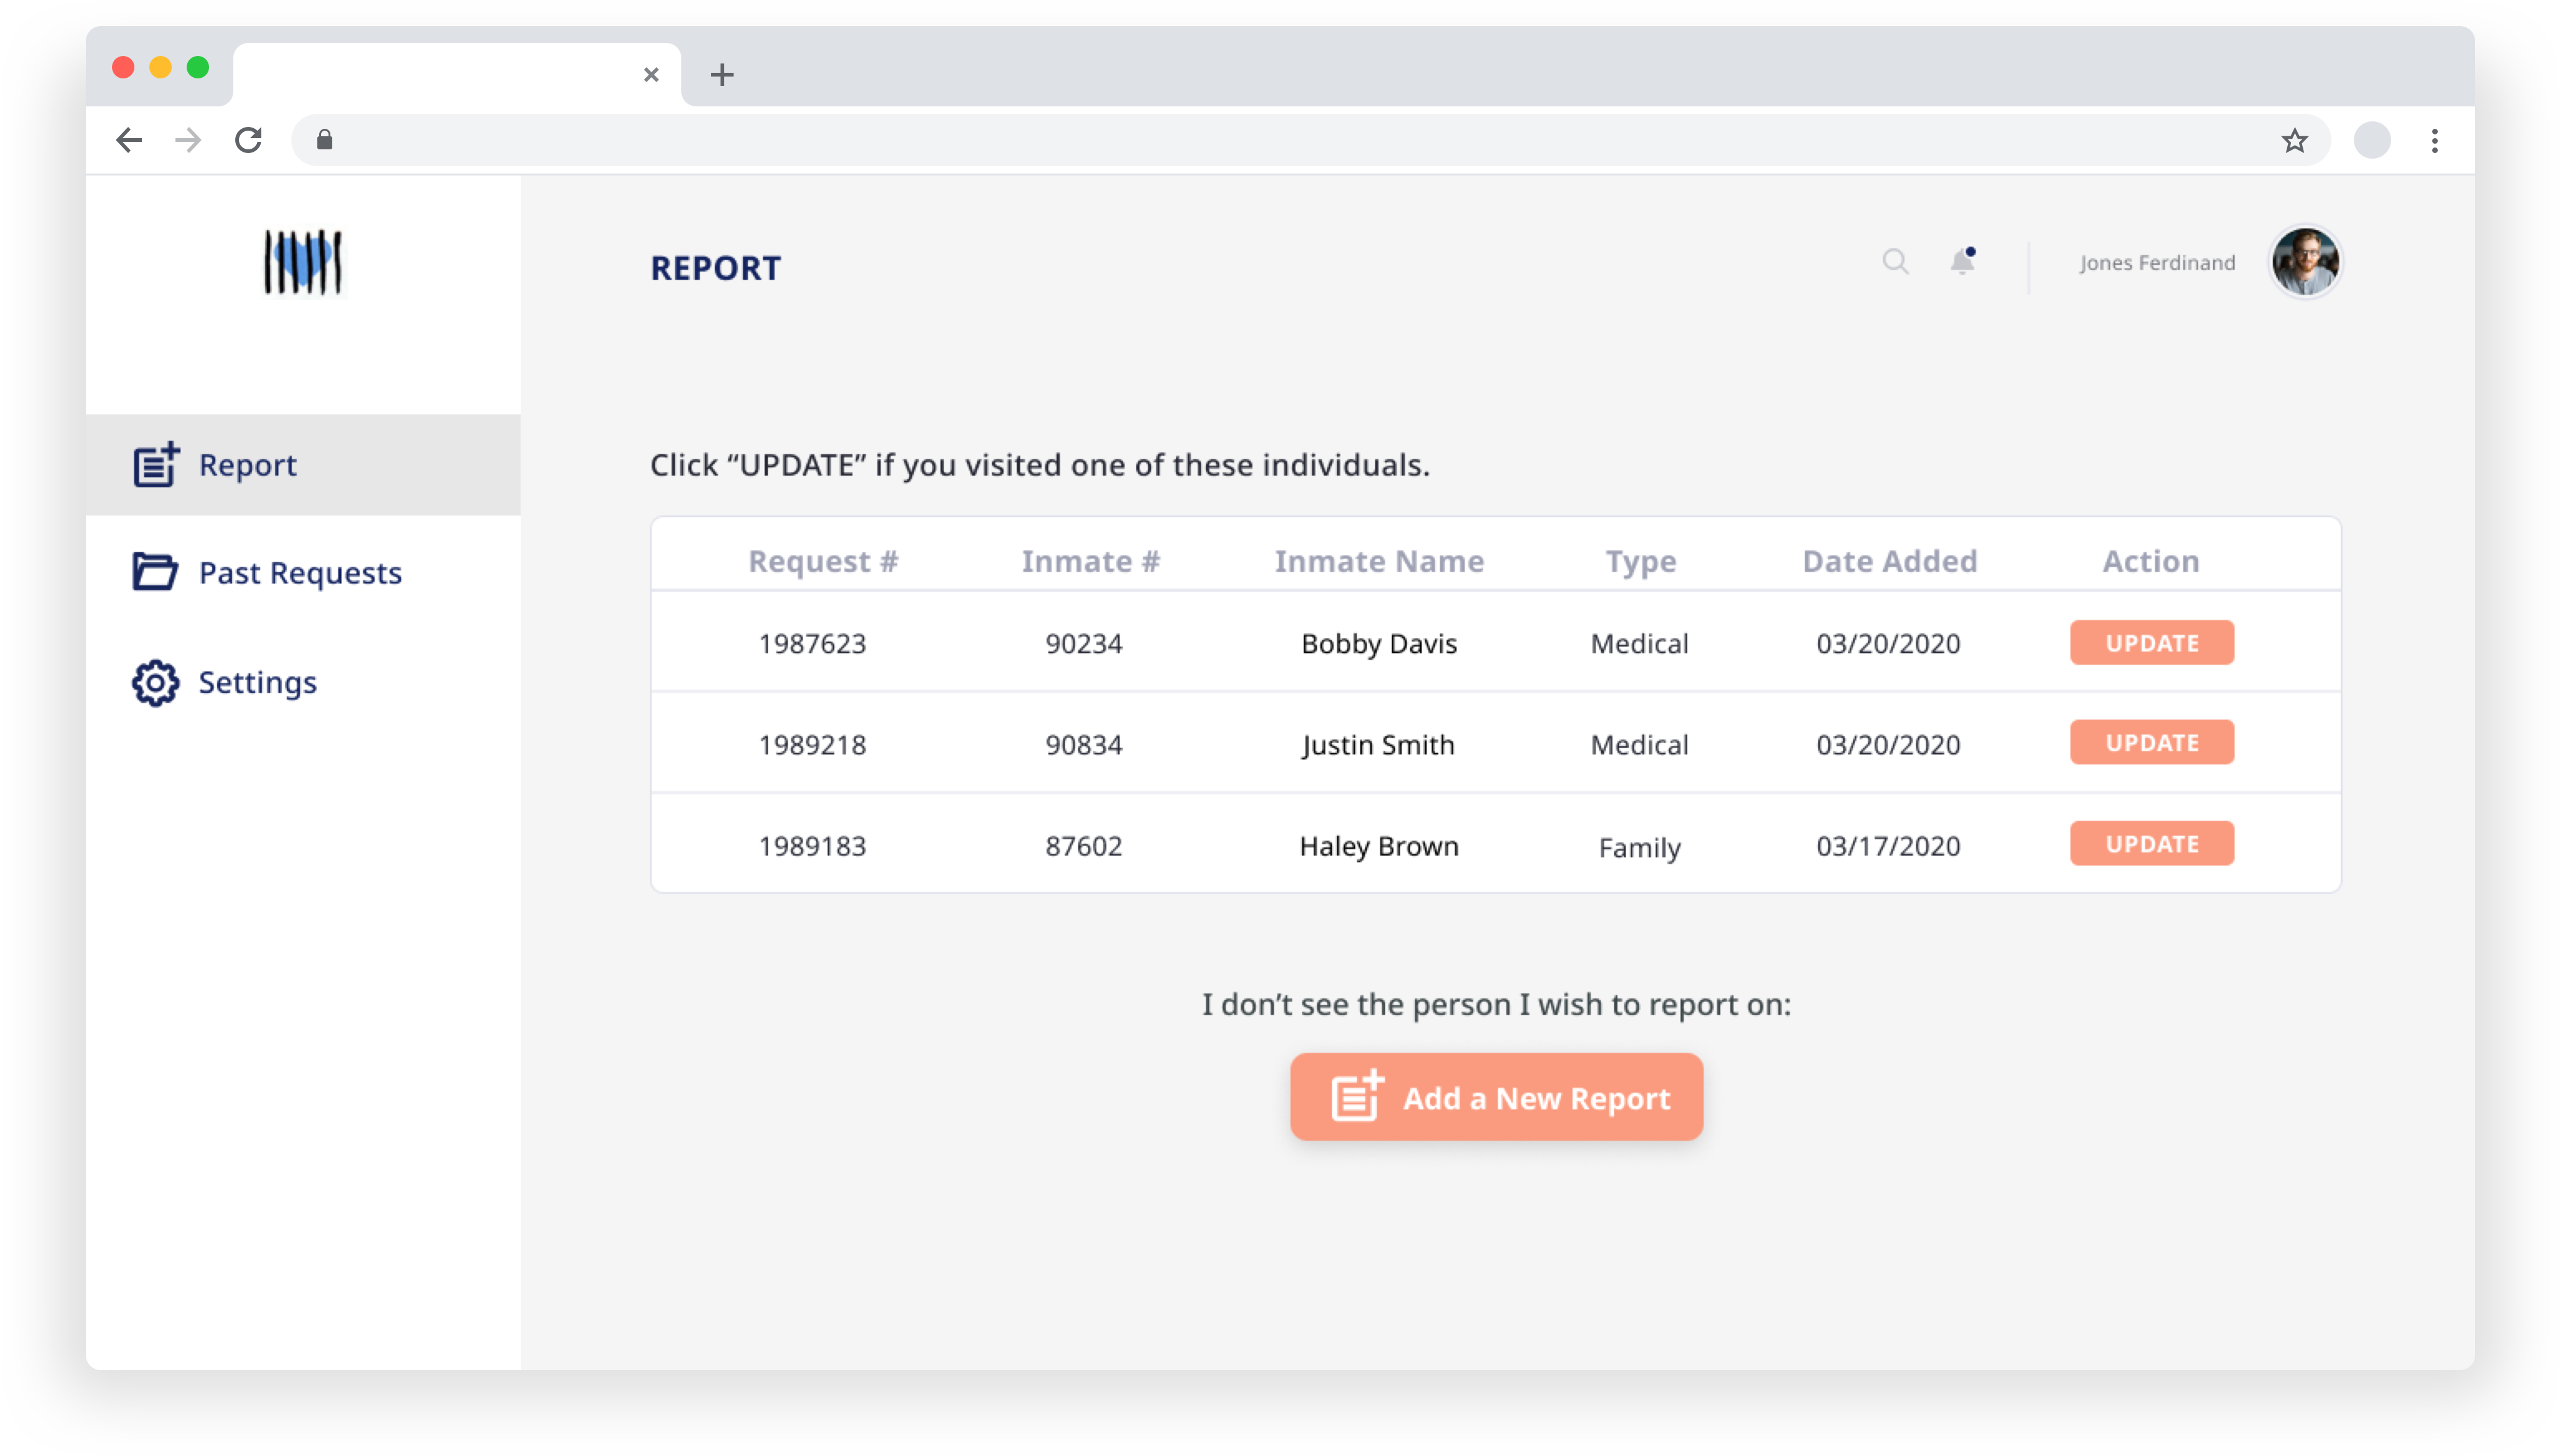 REPORT
Jones Ferdinand
Report
Past Requests
Settings
Click “UPDATE” if you visited one of these individuals.
Request # Inmate # Inmate Name Type Date Added Action
1987623 90234 Bobby Davis Medical 03/20/2020 UPDATE
1989218 90834 Justin Smith Medical 03/20/2020 UPDATE
1989183 87602 Haley Brown Family 03/17/2020 UPDATE
I don’t see the person I wish to report on:
Add a New Report